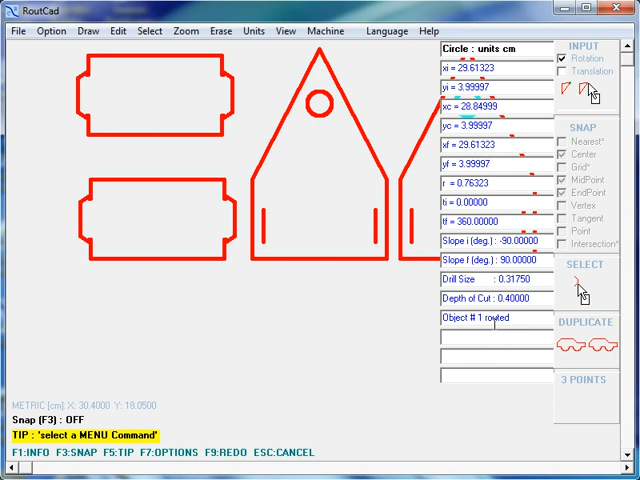 RoutCad
File Option Draw Edit Select Zoom Erase Units View Machine Language Help
Circle : units cm
xi = 29.61323
yi = 3.99997
xc = 28.84999
yc = 3.99997
xf = 29.61323
yf = 3.99997
r = 0.76323
ti = 0.00000
tf = 360.00000
Slope i (deg.) : -90.00000
Slope f (deg.) : 90.00000
Drill Size : 0.31750
Depth of Cut : 0.40000
Object # 1 routed
INPUT
Rotation
Translation
SNAP
Nearest*
Center
Grid*
MidPoint
EndPoint
Vertex
Tangent
Point
Intersection*
SELECT
DUPLICATE
3 POINTS
METRIC (cm): X: 30.4000 Y: 18.0500
Snap (F3) : OFF
TIP : 'select a MENU Command'
F1:INFO F3:SNAP F5:TIP F7:OPTIONS F9:REDO ESC:CANCEL